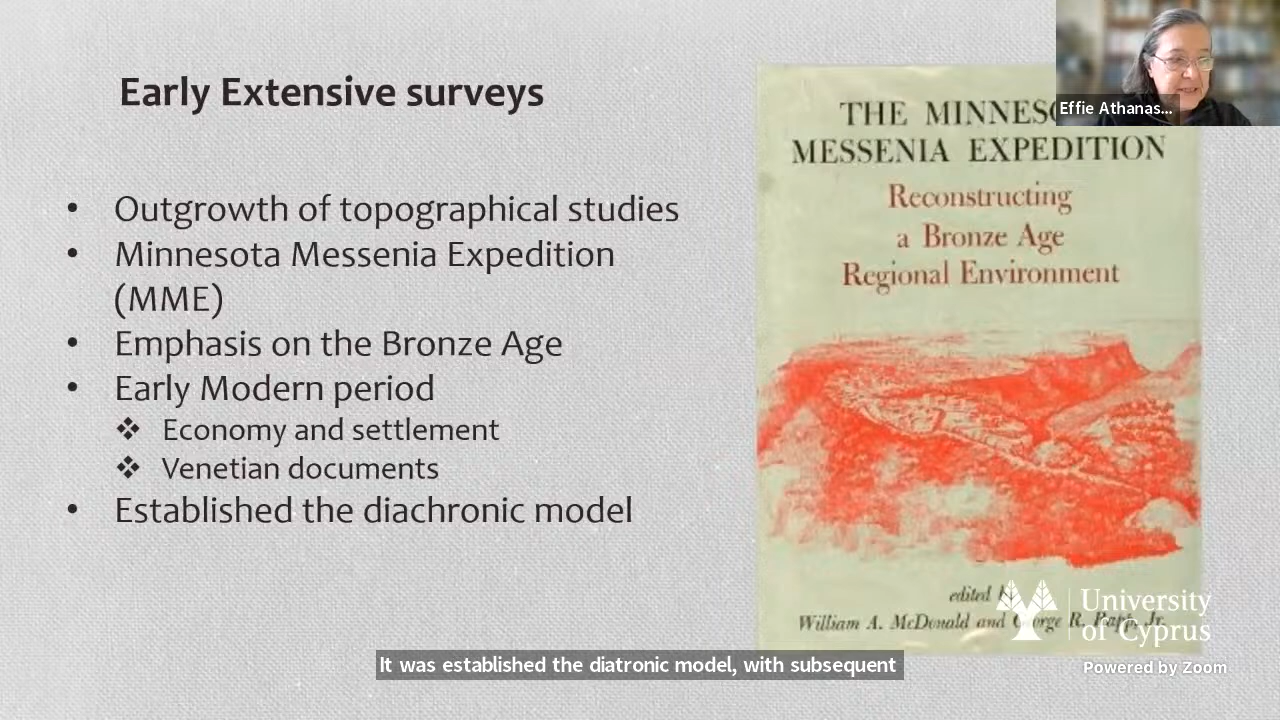 Early Extensive surveys
• Outgrowth of topographical studies
• Minnesota Messenia Expedition
(MME)
• Emphasis on the Bronze Age
• Early Modern period
❖ Economy and settlement
❖ Venetian documents
• Established the diachronic model
THE
MESSENIA EXPEDITION
Reconstructing
a Bronze Age
Regional Environment
edited
William A. McDonald and R. Jr.
Effie Athanas...
University
of Cyprus
Powered by Zoom
It was established the diatronic model, with subsequent